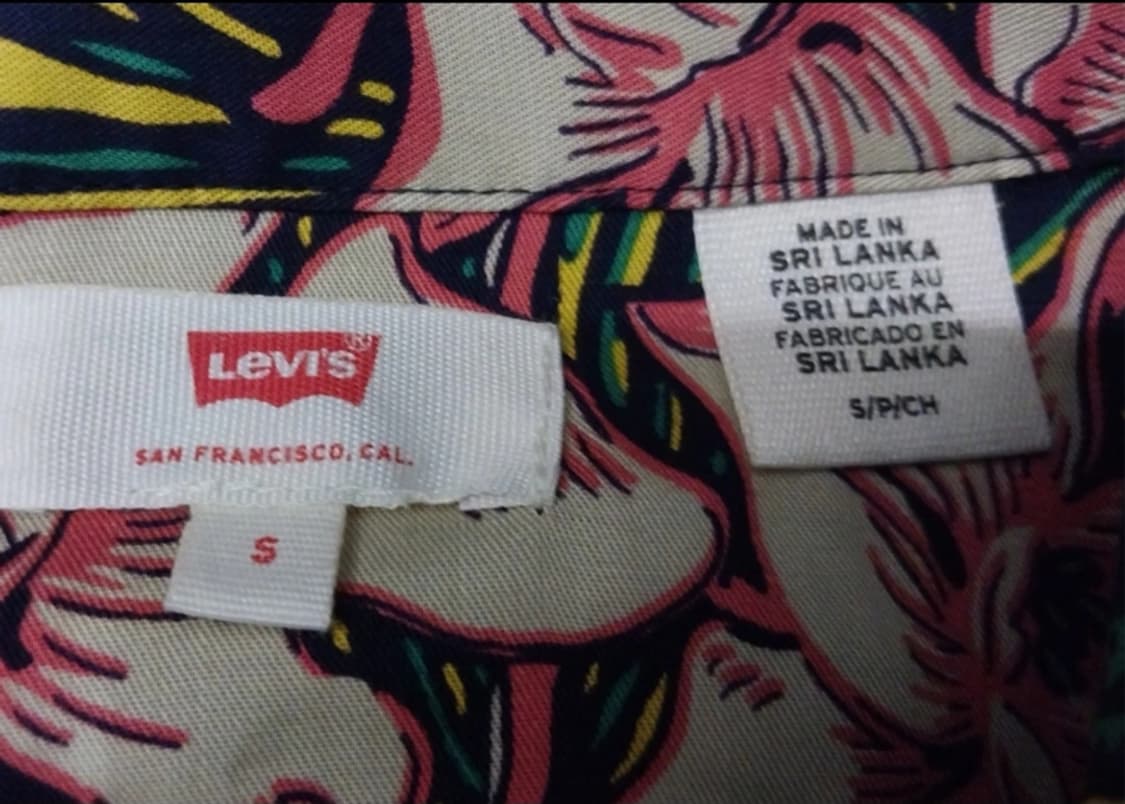 LEVI'S®
SAN FRANCISCO, CAL.
S
MADE IN
SRI LANKA
FABRIQUE AU
SRI LANKA
FABRICADO EN
SRI LANKA
S/P/CH